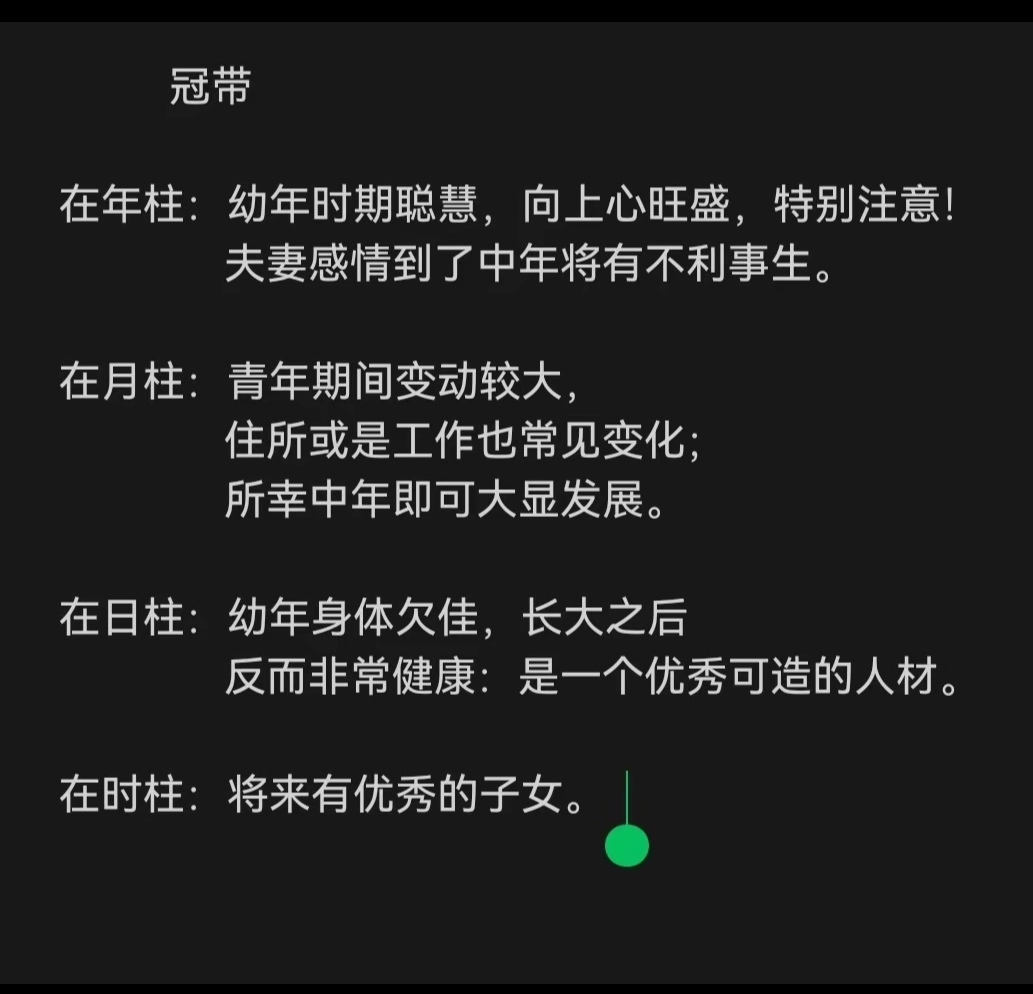 冠带
在年柱：幼年时期聪慧，向上心旺盛，特别注意！
夫妻感情到了中年将有不利事生。
在月柱：青年期间变动较大，
住所或是工作也常见变化；
所幸中年即可大显发展。
在日柱：幼年身体欠佳，长大之后
反而非常健康：是一个优秀可造的人材。
在时柱：将来有优秀的子女。